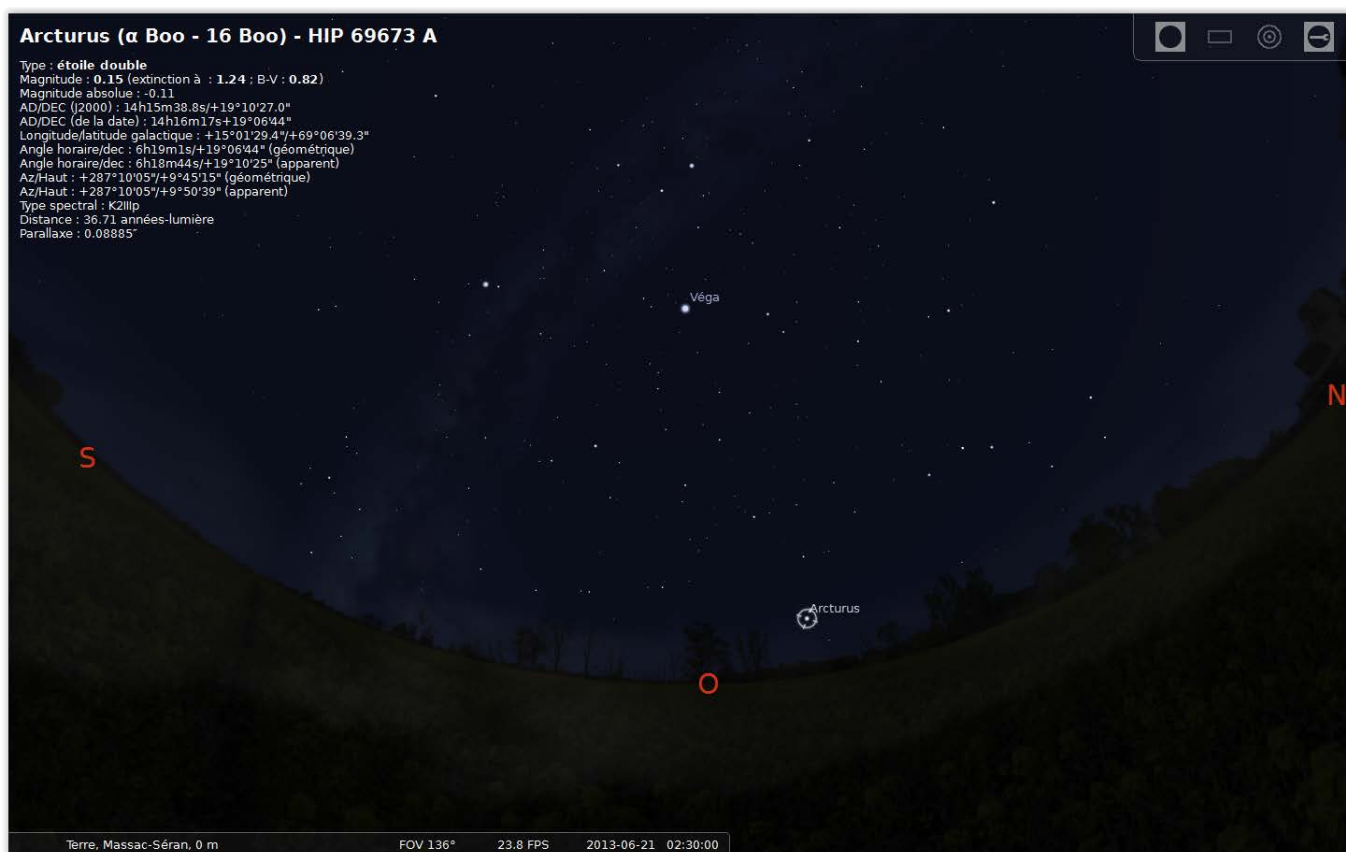 Arcturus (α Boo - 16 Boo) - HIP 69673 A
Type : étoile double
Magnitude : 0.15 (extinction à : 1.24 ; B-V : 0.82)
Magnitude absolue : -0.11
AD/DEC (J2000) : 14h15m38.8s/+19°10'27.0"
AD/DEC (de la date) : 14h16m17s+19°06'44"
Longitude/latitude galactique : +15°01'29.4"/+69°06'39.3"
Angle horaire/dec : 6h19m1s/+19°06'44" (géométrique)
Angle horaire/dec : 6h18m44s/+19°10'25" (apparent)
Az/Haut : +287°10'05"/+9°45'15" (géométrique)
Az/Haut : +287°10'05"/+9°50'39" (apparent)
Type spectral : K2IIIp
Distance : 36.71 années-lumière
Parallaxe : 0.08885"
Véga
N
S
Arcturus
O
Terre, Massac-Séran, 0 m FOV 136° 23.8 FPS 2013-06-21 02:30:00